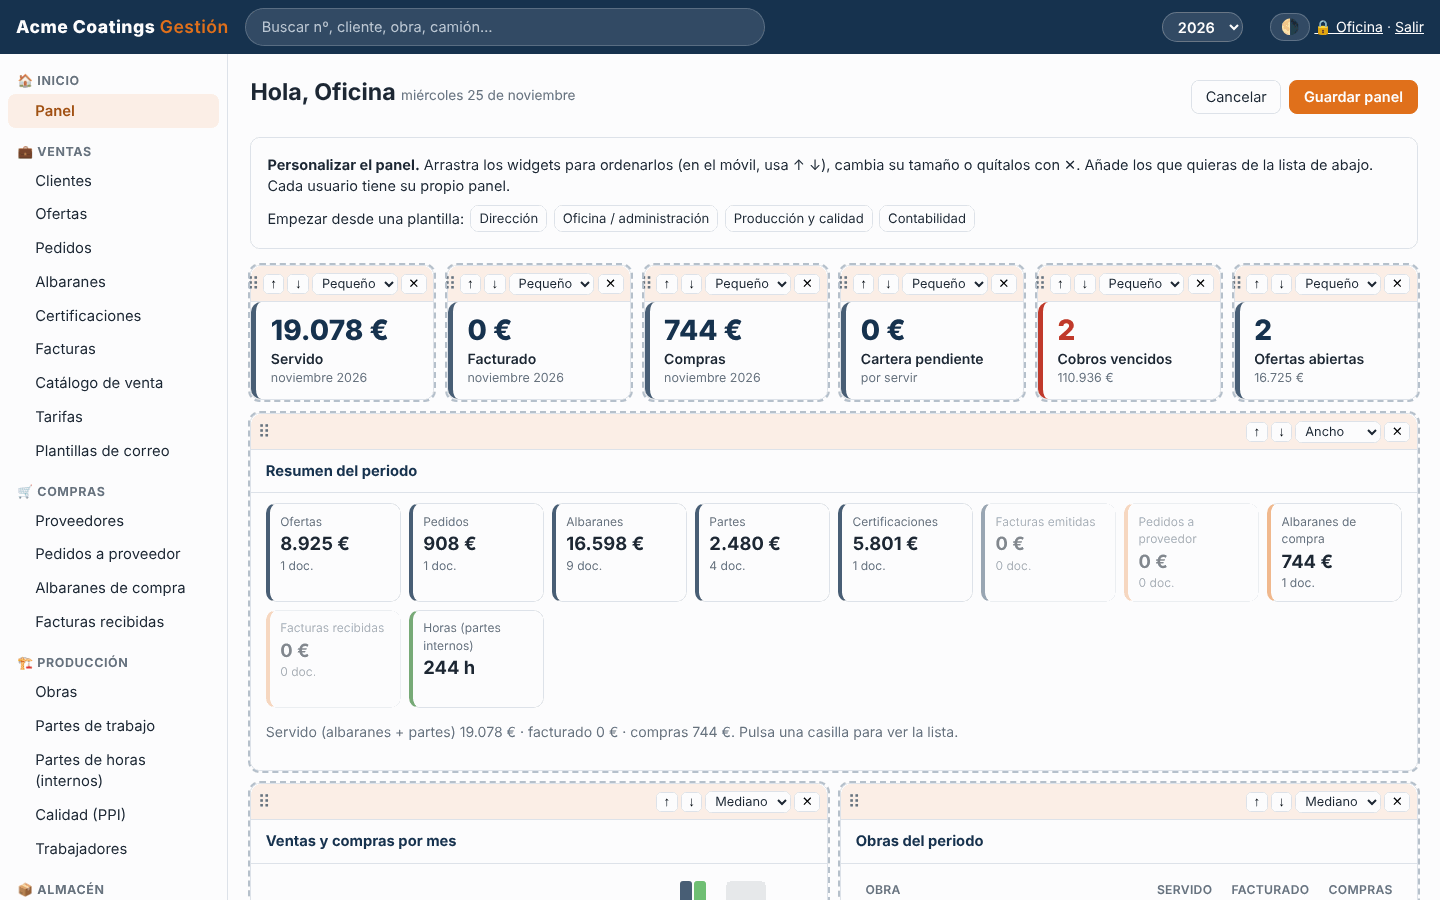 Acme Coatings Gestión
Buscar nº, cliente, obra, camión...
2026
Oficina · Salir
INICIO
Panel
VENTAS
Clientes
Ofertas
Pedidos
Albaranes
Certificaciones
Facturas
Catálogo de venta
Tarifas
Plantillas de correo
COMPRAS
Proveedores
Pedidos a proveedor
Albaranes de compra
Facturas recibidas
PRODUCCIÓN
Obras
Partes de trabajo
Partes de horas
(internos)
Calidad (PPI)
Trabajadores
ALMACÉN
Hola, Oficina miércoles 25 de noviembre
Cancelar
Guardar panel
Personalizar el panel. Arrastra los widgets para ordenarlos (en el móvil, usa ↑ ↓), cambia su tamaño o quítalos con ✕. Añade los que quieras de la lista de abajo.
Cada usuario tiene su propio panel.
Empezar desde una plantilla: Dirección Oficina / administración Producción y calidad Contabilidad
↑ ↓ Pequeño ✕
19.078 €
Servido
noviembre 2026
↑ ↓ Pequeño ✕
0 €
Facturado
noviembre 2026
↑ ↓ Pequeño ✕
744 €
Compras
noviembre 2026
↑ ↓ Pequeño ✕
0 €
Cartera pendiente
por servir
↑ ↓ Pequeño ✕
2
Cobros vencidos
110.936 €
↑ ↓ Pequeño ✕
2
Ofertas abiertas
16.725 €
↑ ↓ Ancho ✕
Resumen del periodo
Ofertas
8.925 €
1 doc.
Pedidos
908 €
1 doc.
Albaranes
16.598 €
9 doc.
Partes
2.480 €
4 doc.
Certificaciones
5.801 €
1 doc.
Facturas emitidas
0 €
0 doc.
Pedidos a
proveedor
0 €
0 doc.
Albaranes de
compra
744 €
1 doc.
Facturas recibidas
0 €
0 doc.
Horas (partes
internos)
244 h
Servido (albaranes + partes) 19.078 € · facturado 0 € · compras 744 €. Pulsa una casilla para ver la lista.
↑ ↓ Mediano ✕
Ventas y compras por mes
↑ ↓ Mediano ✕
Obras del periodo
OBRA SERVIDO FACTURADO COMPRAS